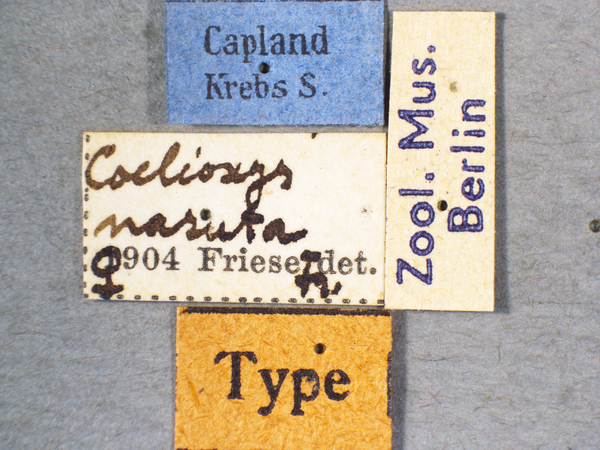 Capland
Krebs S.
Coelioxys
nasuta
♀ 1904 Friese det.
Zool. Mus.
Berlin
Type